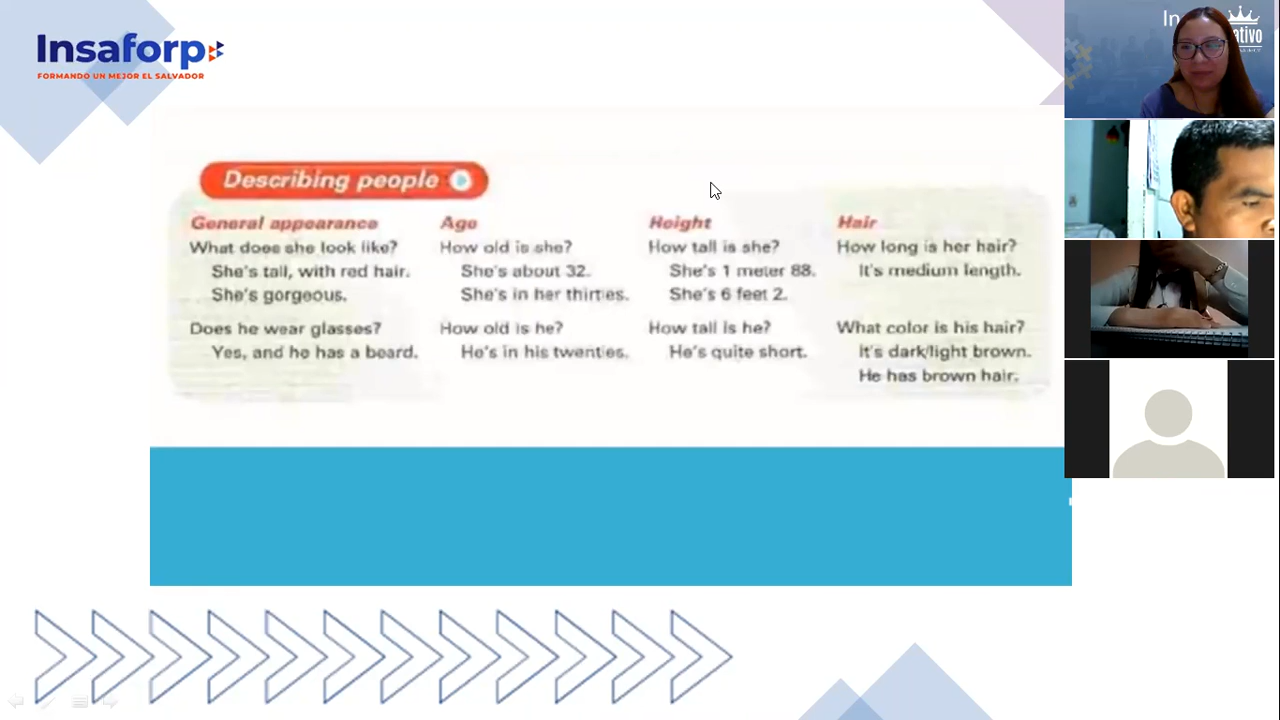 Insaforp
FORMANDO UN MEJOR EL SALVADOR
Describing people
General appearance
What does she look like?
She's tall, with red hair.
She's gorgeous.
Does he wear glasses?
Yes, and he has a beard.
Age
How old is she?
She's about 32.
She's in her thirties.
How old is he?
He's in his twenties.
Height
How tall is she?
She's 1 meter 88.
She's 6 feet 2.
How tall is he?
He's quite short.
Hair
How long is her hair?
It's medium length.
What color is his hair?
It's dark/light brown.
He has brown hair.
In
ativo